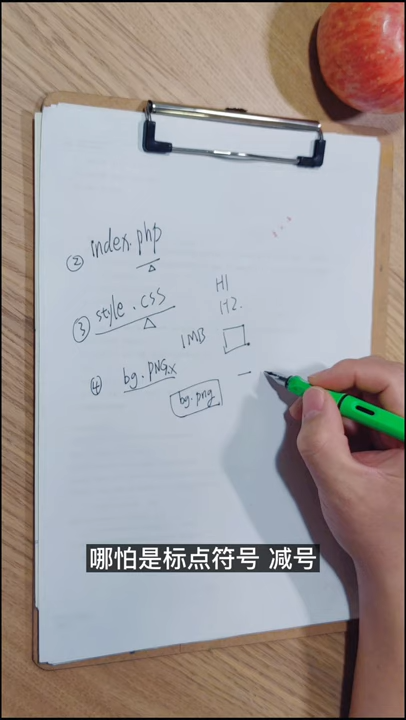 ② index.php
③ style.css
H1
H2.
1MB
④ bg.PNG.x
bg.png
哪怕是标点符号 减号